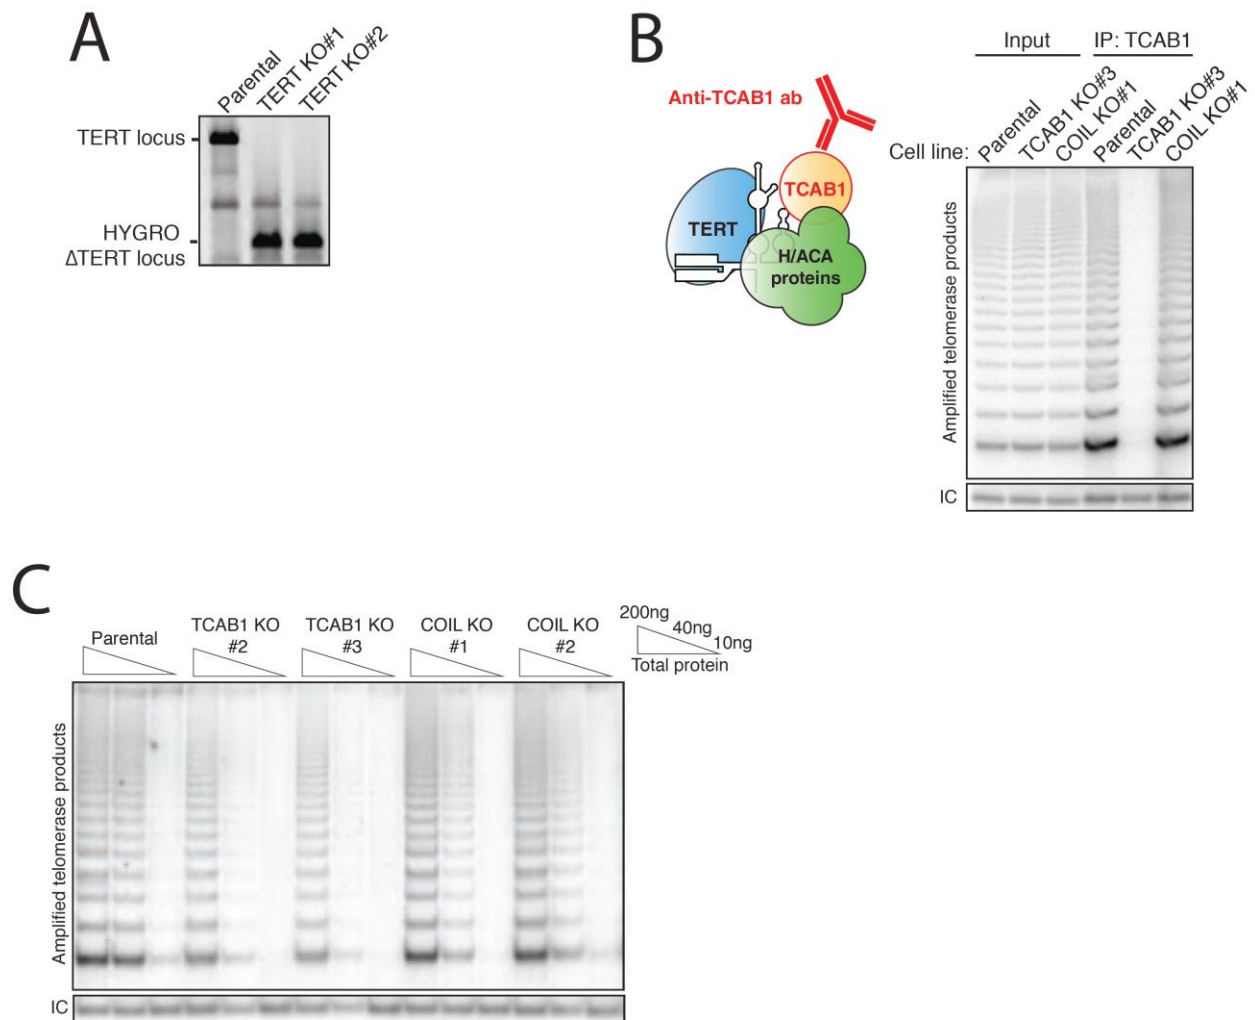 A
Parental
TERT KO#1
TERT KO#2
TERT locus
HYGRO
ΔTERT locus
B
Anti-TCAB1 ab
TCAB1
TERT
H/ACA
proteins
Input
IP: TCAB1
Cell line:
Parental
TCAB1 KO#3
COIL KO#1
Parental
TCAB1 KO#3
COIL KO#1
Amplified telomerase products
IC
C
Parental
TCAB1 KO
#2
TCAB1 KO
#3
COIL KO
#1
COIL KO
#2
200ng
40ng
10ng
Total protein
Amplified telomerase products
IC